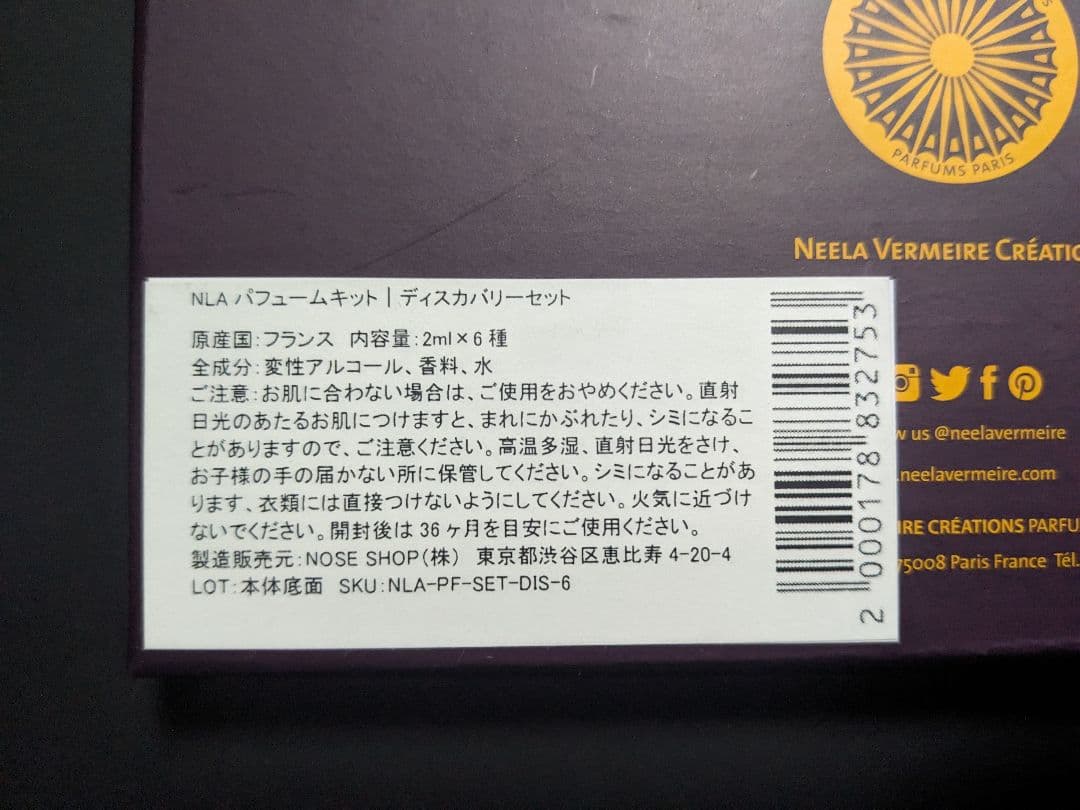 PARFUMS PARIS
NEELA VERMEIRE
NLA パフュームキット | ディスカバリーセット
原産国:フランス 内容量:2ml×6 種
全成分:変性アルコール、香料、水
ご注意:お肌に合わない場合は、ご使用をおやめください。直射
日光のあたるお肌につけますと、まれにかぶれたり、シミになるこ
とがありますので、ご注意ください。高温多湿、直射日光をさけ、
お子様の手の届かない所に保管してください。シミになることがあ
ります、衣類には直接つけないようにしてください。火気に近づけ
ないでください。開封後は 36 ヶ月を目安にご使用ください。
製造販売元:NOSE SHOP(株) 東京都渋谷区恵比寿 4-20-4
LOT:本体底面 SKU:NLA-PF-SET-DIS-6
2 000178 832753
us @neelavermeire
.neelavermeire.com
CRÉATIONS
75008 Paris France Tél.